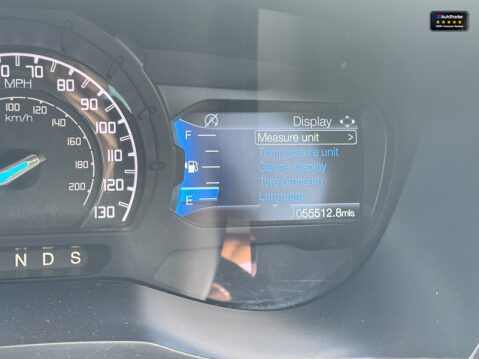 AutoTrader
Display
F
Measure unit >
Temperature unit
Gauge display
Tyre pressure
Language
E
055512.8mls
60 70 80 90 100 110 120 130
MPH
100 120 140 160 180 200
km/h
N D S